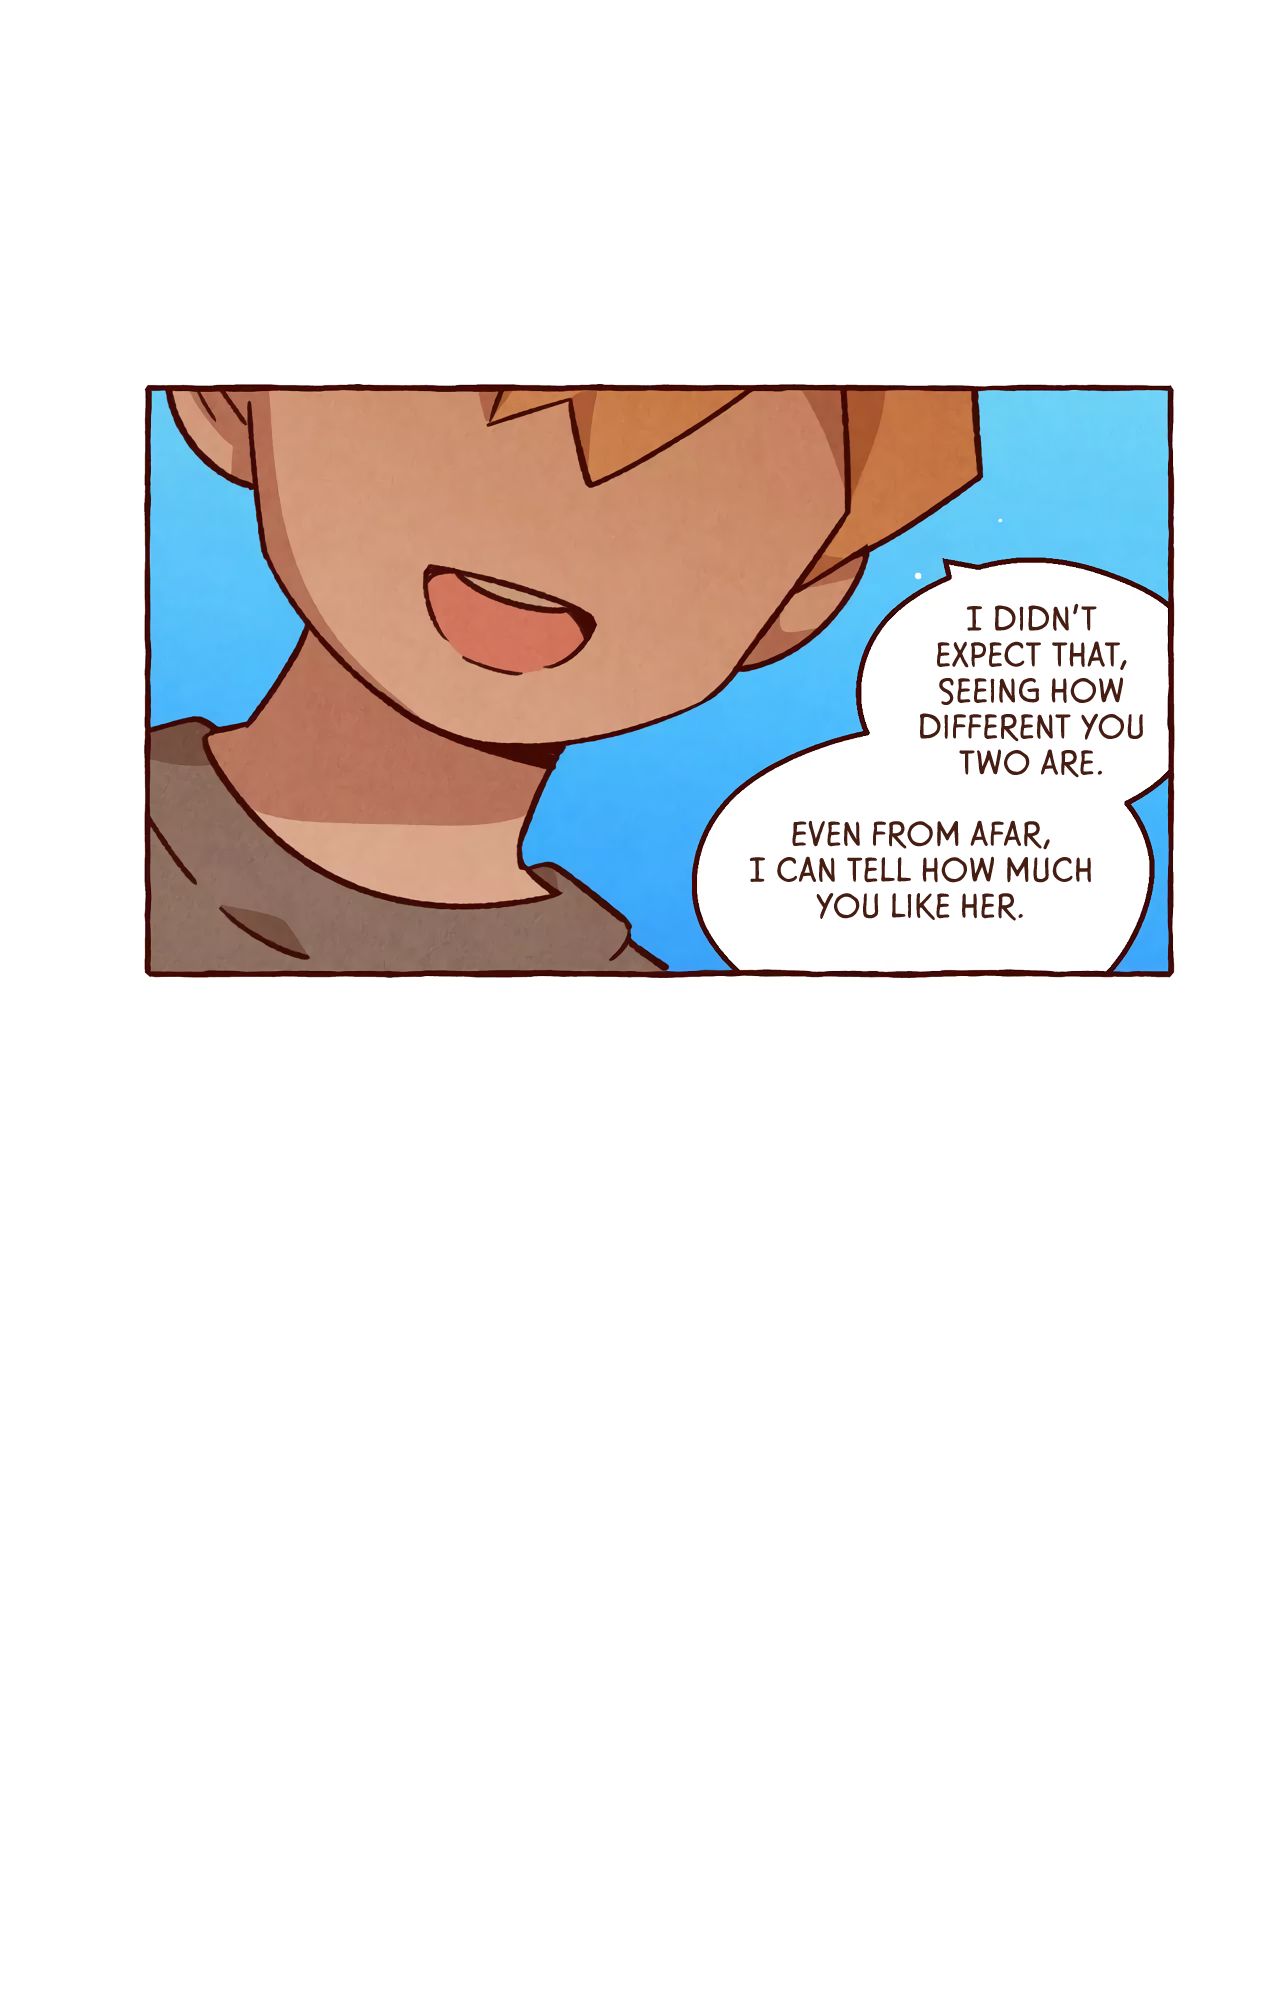 I DIDN'T
EXPECT THAT,
SEEING HOW
DIFFERENT YOU
TWO ARE.
EVEN FROM AFAR,
I CAN TELL HOW MUCH
YOU LIKE HER.